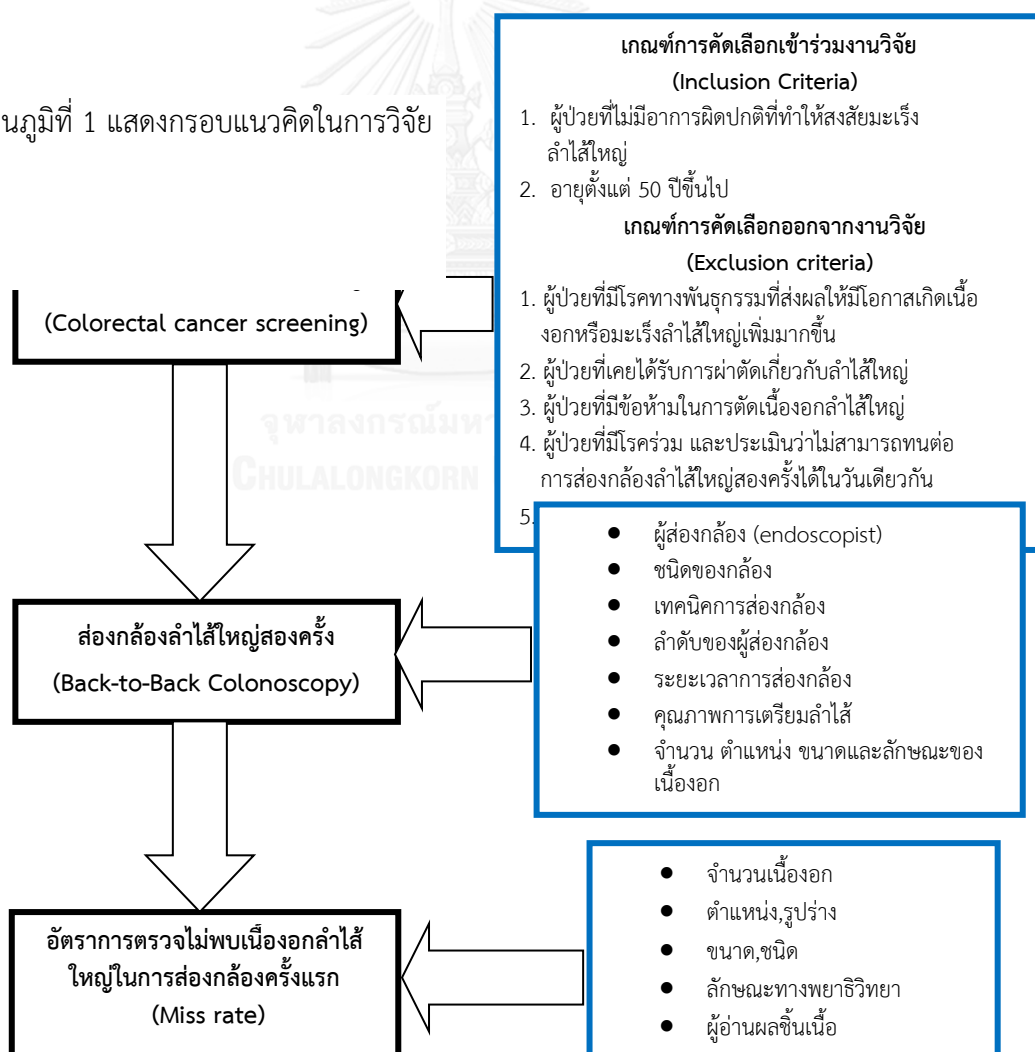 นภูมิที่ 1 แสดงกรอบแนวคิดในการวิจัย
เกณฑ์การคัดเลือกเข้าร่วมงานวิจัย
(Inclusion Criteria)
1. ผู้ป่วยที่ไม่มีอาการผิดปกติที่ทำให้สงสัยมะเร็ง
ลำไส้ใหญ่
2. อายุตั้งแต่ 50 ปีขึ้นไป
เกณฑ์การคัดเลือกออกจากงานวิจัย
(Exclusion criteria)
1. ผู้ป่วยที่มีโรคทางพันธุกรรมที่ส่งผลให้มีโอกาสเกิดเนื้อ
งอกหรือมะเร็งลำไส้ใหญ่เพิ่มมากขึ้น
2. ผู้ป่วยที่เคยได้รับการผ่าตัดเกี่ยวกับลำไส้ใหญ่
3. ผู้ป่วยที่มีข้อห้ามในการตัดเนื้องอกลำไส้ใหญ่
4. ผู้ป่วยที่มีโรคร่วม และประเมินว่าไม่สามารถทนต่อ
การส่องกล้องลำไส้ใหญ่สองครั้งได้ในวันเดียวกัน
5.
(Colorectal cancer screening)
จุฬาลงกรณ์มหา
CHULALONGKORN
● ผู้ส่องกล้อง (endoscopist)
● ชนิดของกล้อง
● เทคนิคการส่องกล้อง
● ลำดับของผู้ส่องกล้อง
● ระยะเวลาการส่องกล้อง
● คุณภาพการเตรียมลำไส้
● จำนวน ตำแหน่ง ขนาดและลักษณะของ
เนื้องอก
ส่องกล้องลำไส้ใหญ่สองครั้ง
(Back-to-Back Colonoscopy)
● จำนวนเนื้องอก
● ตำแหน่ง,รูปร่าง
● ขนาด,ชนิด
● ลักษณะทางพยาธิวิทยา
● ผู้อ่านผลชิ้นเนื้อ
อัตราการตรวจไม่พบเนื้องอกลำไส้
ใหญ่ในการส่องกล้องครั้งแรก
(Miss rate)